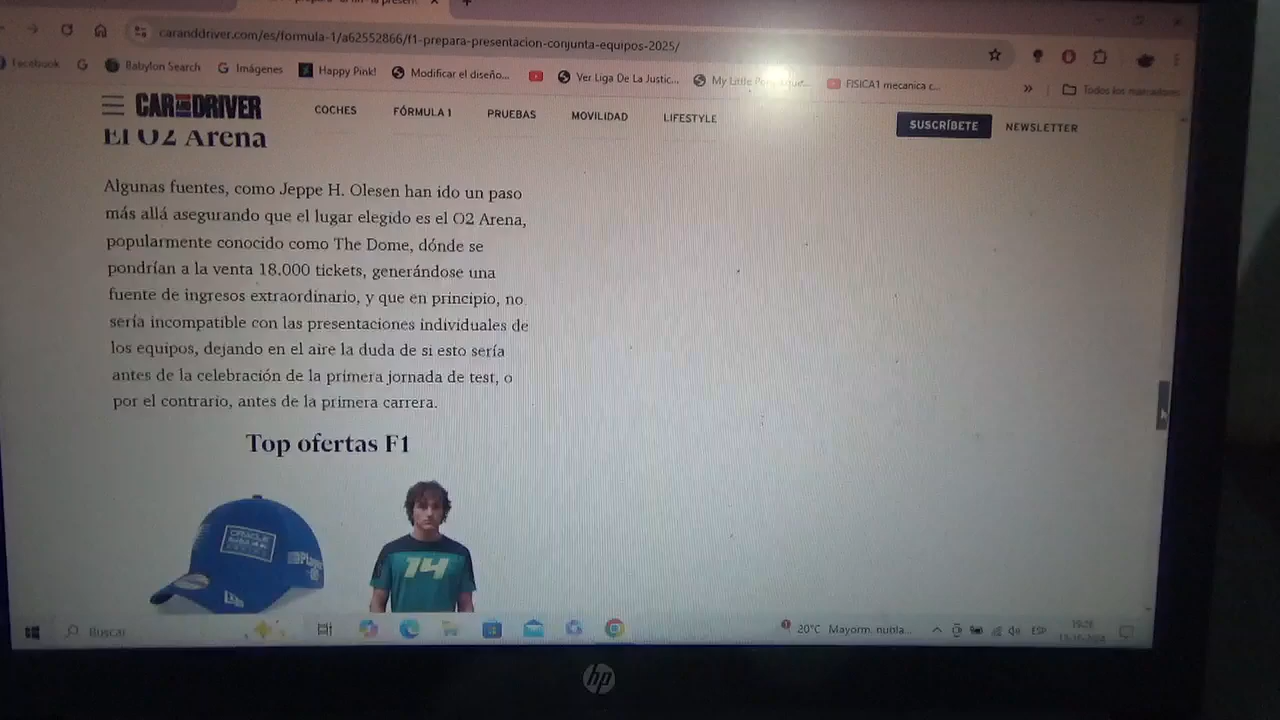 caranddriver.com/es/formula-1/a62552866/f1-prepara-presentacion-conjunta-equipos-2025/
Facebook
Babylon Search
Imágenes
Happy Pink!
Modificar el diseño...
Ver Liga De La Justic...
My Little
FISICA1 mecanica c...
»
Todos los marcadores
CAR AND DRIVER
COCHES
FÓRMULA 1
PRUEBAS
MOVILIDAD
LIFESTYLE
SUSCRÍBETE
NEWSLETTER
El O2 Arena
Algunas fuentes, como Jeppe H. Olesen han ido un paso
más allá asegurando que el lugar elegido es el O2 Arena,
popularmente conocido como The Dome, dónde se
pondrían a la venta 18.000 tickets, generándose una
fuente de ingresos extraordinario, y que en principio, no
sería incompatible con las presentaciones individuales de
los equipos, dejando en el aire la duda de si esto sería
antes de la celebración de la primera jornada de test, o
por el contrario, antes de la primera carrera.
Top ofertas F1
ORACLE
14
Buscar
20°C Mayorm. nubla...
ESP
hp